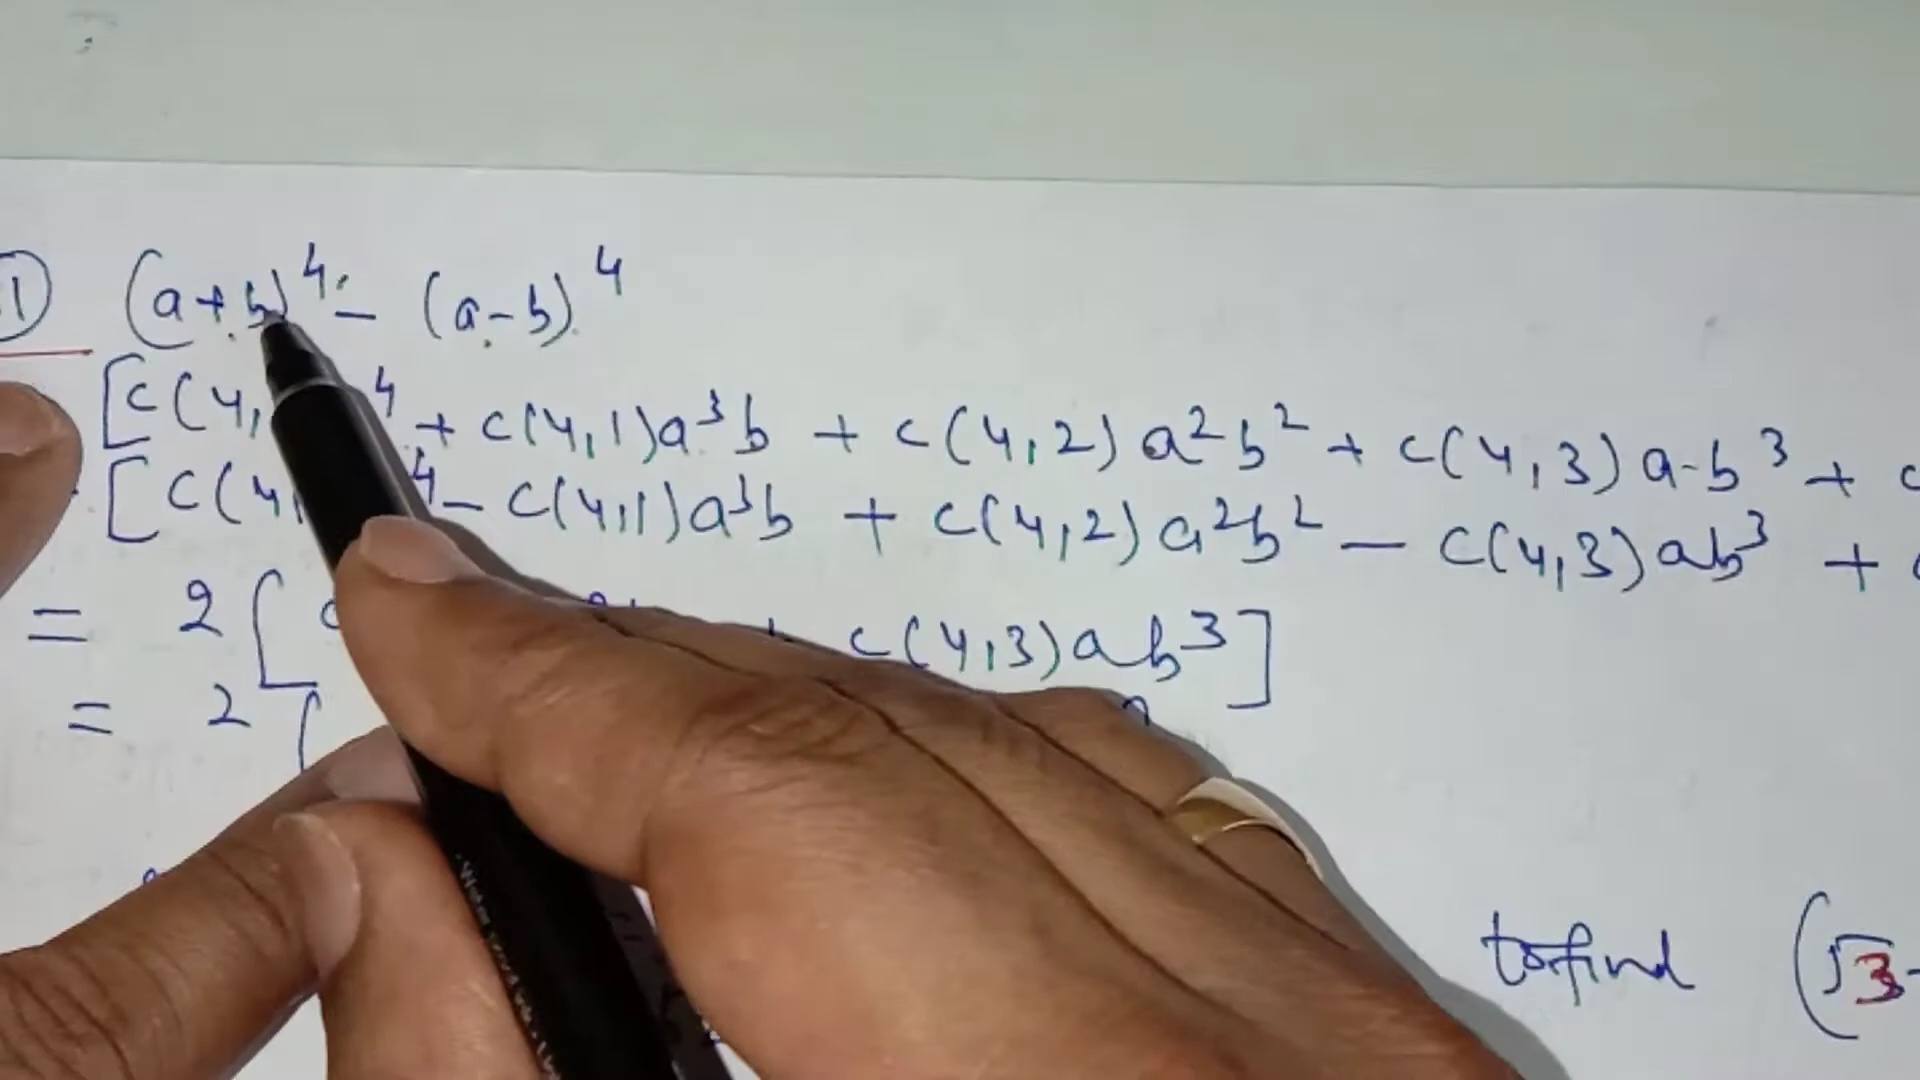 1) (a+b)⁴ - (a-b)⁴
[c(4, ⁴ + c(4,1)a³b + c(4,2)a²b² + c(4,3)a-b³ + c
[c(4, ⁴ - c(4,1)a³b + c(4,2)a²b² - c(4,3)ab³ +
= 2[ c(4,3)ab³]
= 2[
to find (√3-